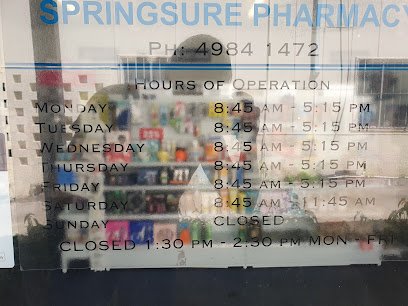 SPRINGSURE PHARMACY
PH: 4984 1472
HOURS OF OPERATION
MONDAY 8:45 AM - 5:15 PM
TUESDAY 8:45 AM - 5:15 PM
WEDNESDAY 8:45 AM - 5:15 PM
THURSDAY 8:45 AM - 5:15 PM
FRIDAY 8:45 AM - 5:15 PM
SATURDAY 8:45 AM - 11:45 AM
SUNDAY CLOSED
CLOSED 1:30 PM - 2:30 PM MON - FRI